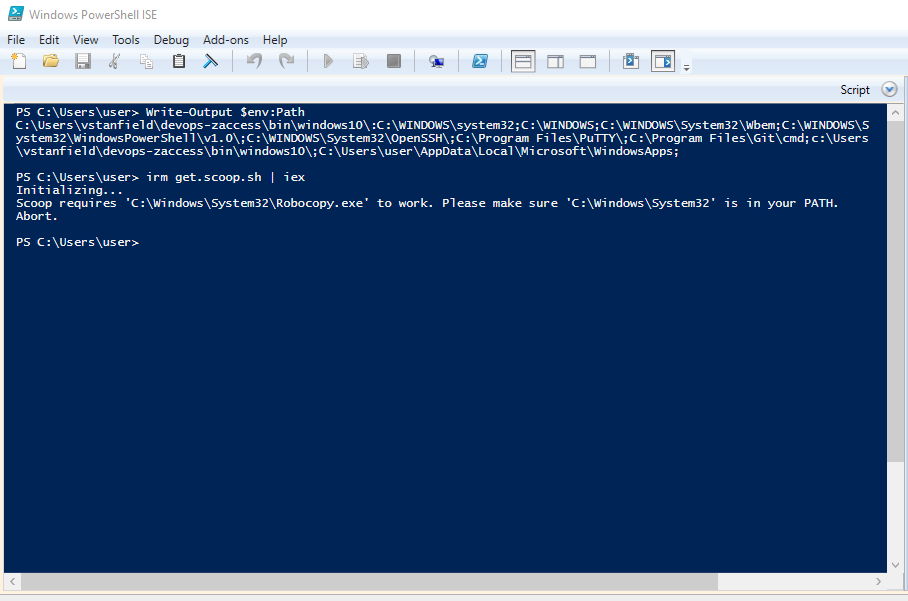 Windows PowerShell ISE
File Edit View Tools Debug Add-ons Help
Script
PS C:\Users\user> Write-Output $env:Path
C:\Users\vstanfield\devops-zaccess\bin\windows10\:C:\WINDOWS\system32;C:\WINDOWS;C:\WINDOWS\System32\Wbem;C:\WINDOWS\S
ystem32\WindowsPowerShell\v1.0\;C:\WINDOWS\System32\OpenSSH\;C:\Program Files\PuTTY\;C:\Program Files\Git\cmd;c:\Users
\vstanfield\devops-zaccess\bin\windows10\;C:\Users\user\AppData\Local\Microsoft\WindowsApps;
PS C:\Users\user> irm get.scoop.sh | iex
Initializing...
Scoop requires 'C:\Windows\System32\Robocopy.exe' to work. Please make sure 'C:\Windows\System32' is in your PATH.
Abort.
PS C:\Users\user>